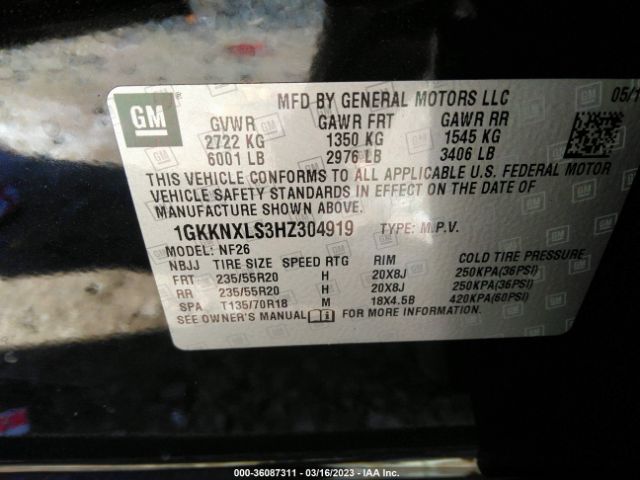 GM
MFD BY GENERAL MOTORS LLC
05/1
GVWR GAWR FRT GAWR RR
2722 KG 1350 KG 1545 KG
6001 LB 2976 LB 3406 LB
THIS VEHICLE CONFORMS TO ALL APPLICABLE U.S. FEDERAL MOTOR
VEHICLE SAFETY STANDARDS IN EFFECT ON THE DATE OF
MANUFACTURE SHOWN ABOVE.
1GKKNXLS3HZ304919 TYPE: M.P.V.
MODEL: NF26
NBJJ TIRE SIZE SPEED RTG RIM COLD TIRE PRESSURE
FRT 235/55R20 H 20X8J 250KPA(36PSI)
RR 235/55R20 H 20X8J 250KPA(36PSI)
SPA T135/70R18 M 18X4.5B 420KPA(60PSI)
SEE OWNER'S MANUAL FOR MORE INFORMATION.
000-36087311 - 03/16/2023 - IAA Inc.